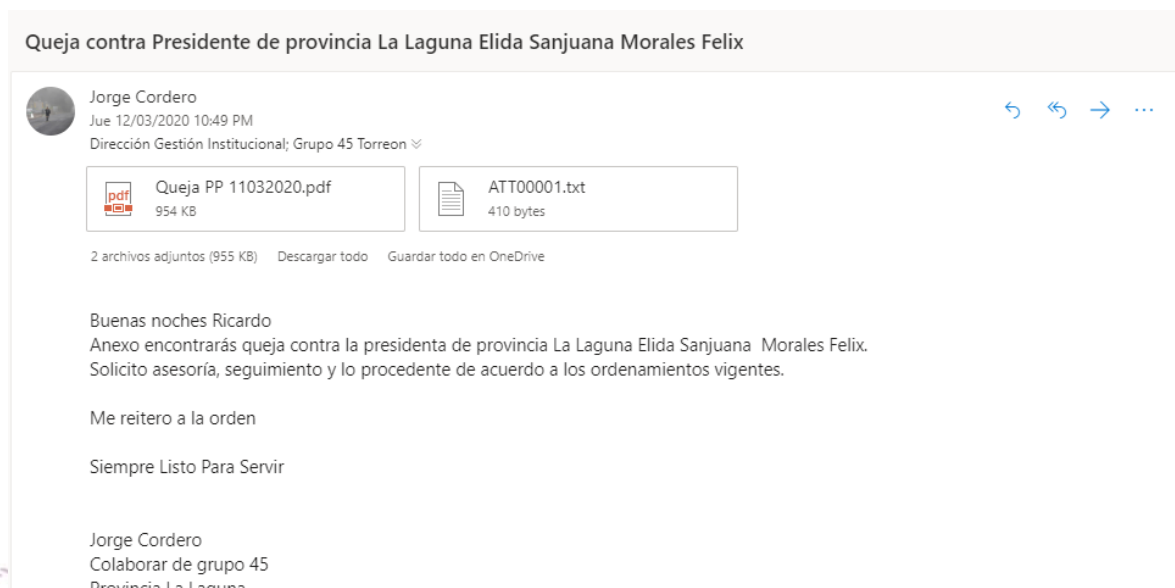 Queja contra Presidente de provincia La Laguna Elida Sanjuana Morales Felix
Jorge Cordero
Jue 12/03/2020 10:49 PM
Dirección Gestión Institucional; Grupo 45 Torreon
pdf
Queja PP 11032020.pdf
954 KB
ATT00001.txt
410 bytes
2 archivos adjuntos (955 KB) Descargar todo Guardar todo en OneDrive
Buenas noches Ricardo
Anexo encontrarás queja contra la presidenta de provincia La Laguna Elida Sanjuana Morales Felix.
Solicito asesoría, seguimiento y lo procedente de acuerdo a los ordenamientos vigentes.
Me reitero a la orden
Siempre Listo Para Servir
Jorge Cordero
Colaborar de grupo 45
Provincia La Laguna